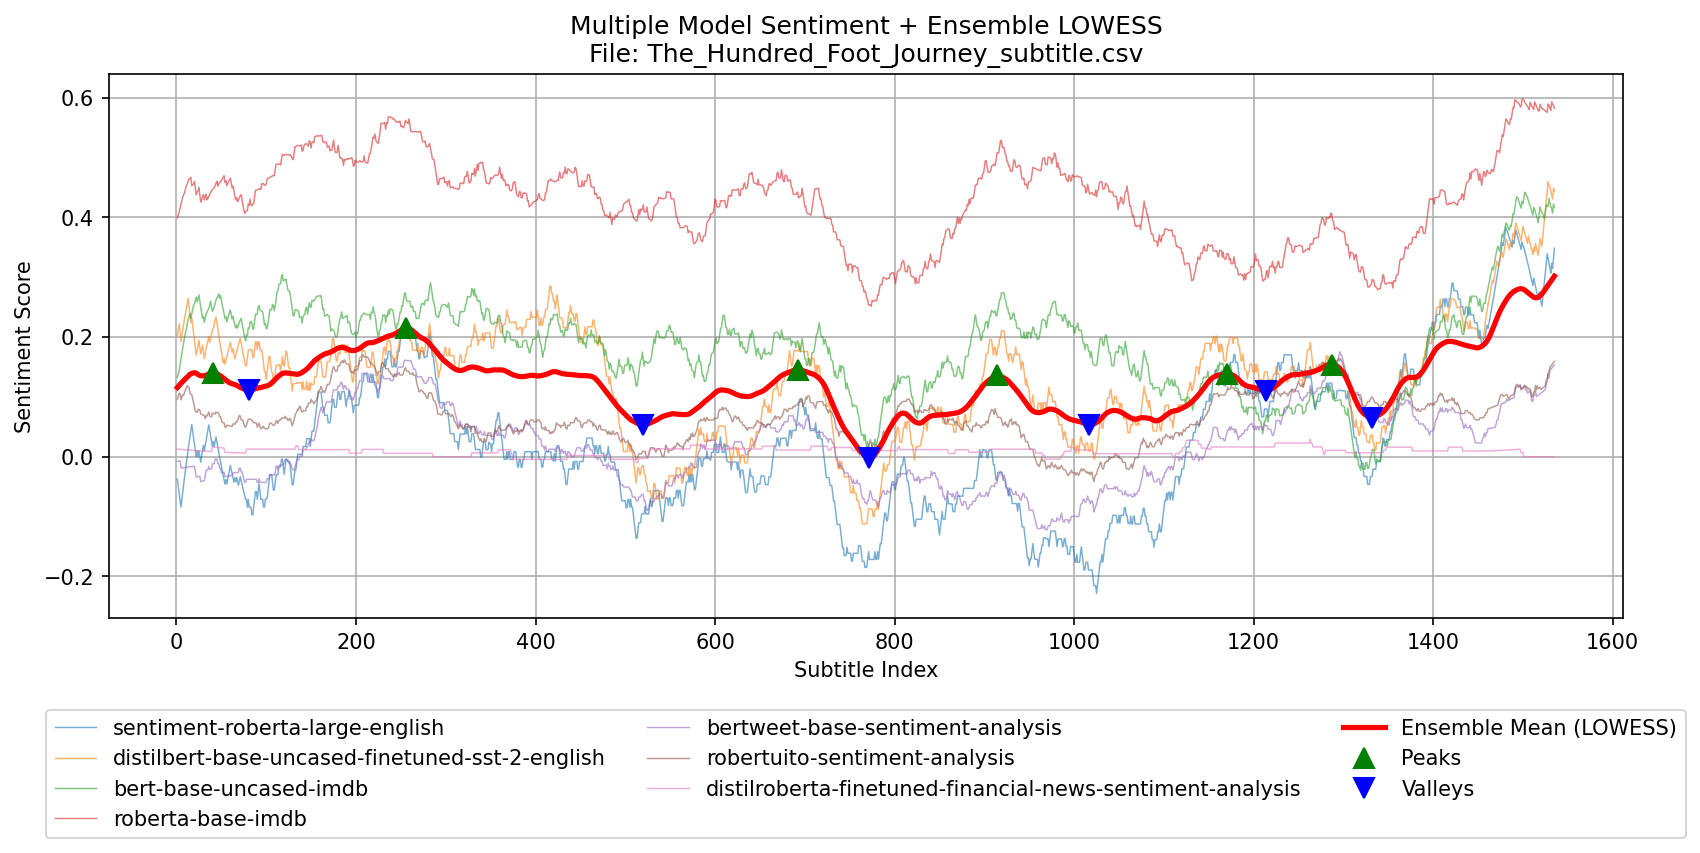 Multiple Model Sentiment + Ensemble LOWESS
File: The_Hundred_Foot_Journey_subtitle.csv
Sentiment Score
0.6
0.4
0.2
0.0
−0.2
0 200 400 600 800 1000 1200 1400 1600
Subtitle Index
sentiment-roberta-large-english
distilbert-base-uncased-finetuned-sst-2-english
bert-base-uncased-imdb
roberta-base-imdb
bertweet-base-sentiment-analysis
robertuito-sentiment-analysis
distilroberta-finetuned-financial-news-sentiment-analysis
Ensemble Mean (LOWESS)
Peaks
Valleys